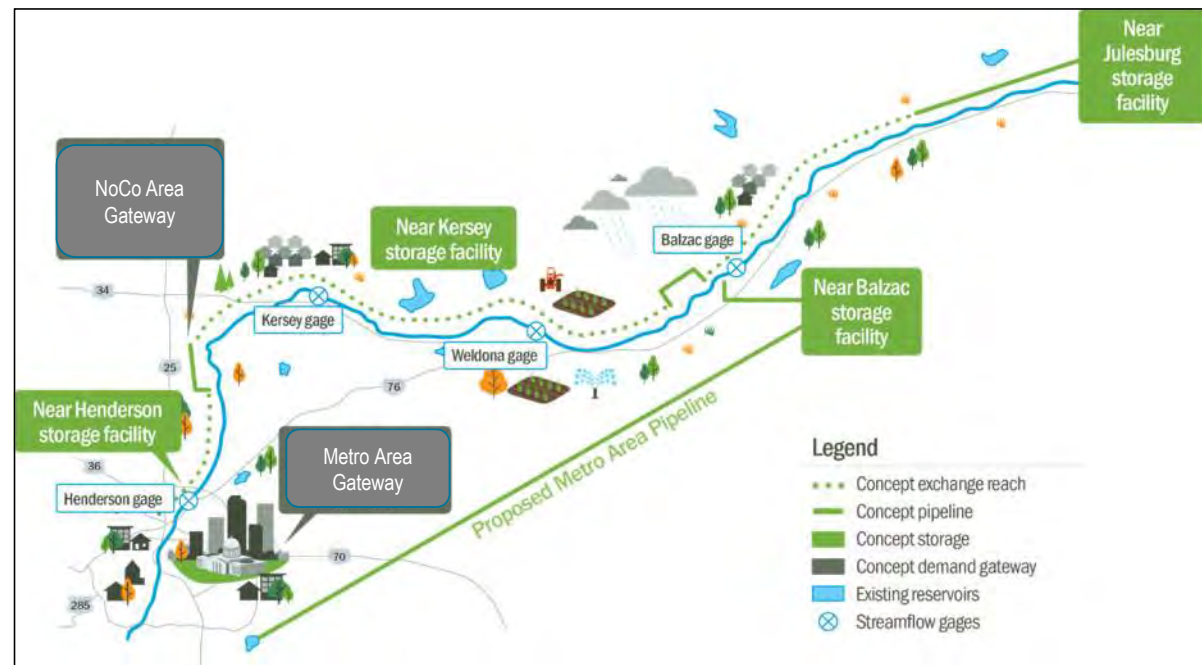 Near
Julesburg
storage
facility
NoCo Area
Gateway
Near Kersey
storage facility
Balzac gage
34
Kersey gage
Near Balzac
storage
facility
Weldona gage
25
76
Near Henderson
storage facility
Metro Area
Gateway
Proposed Metro Area Pipeline
36
Henderson gage
70
285
Legend
Concept exchange reach
Concept pipeline
Concept storage
Concept demand gateway
Existing reservoirs
Streamflow gages